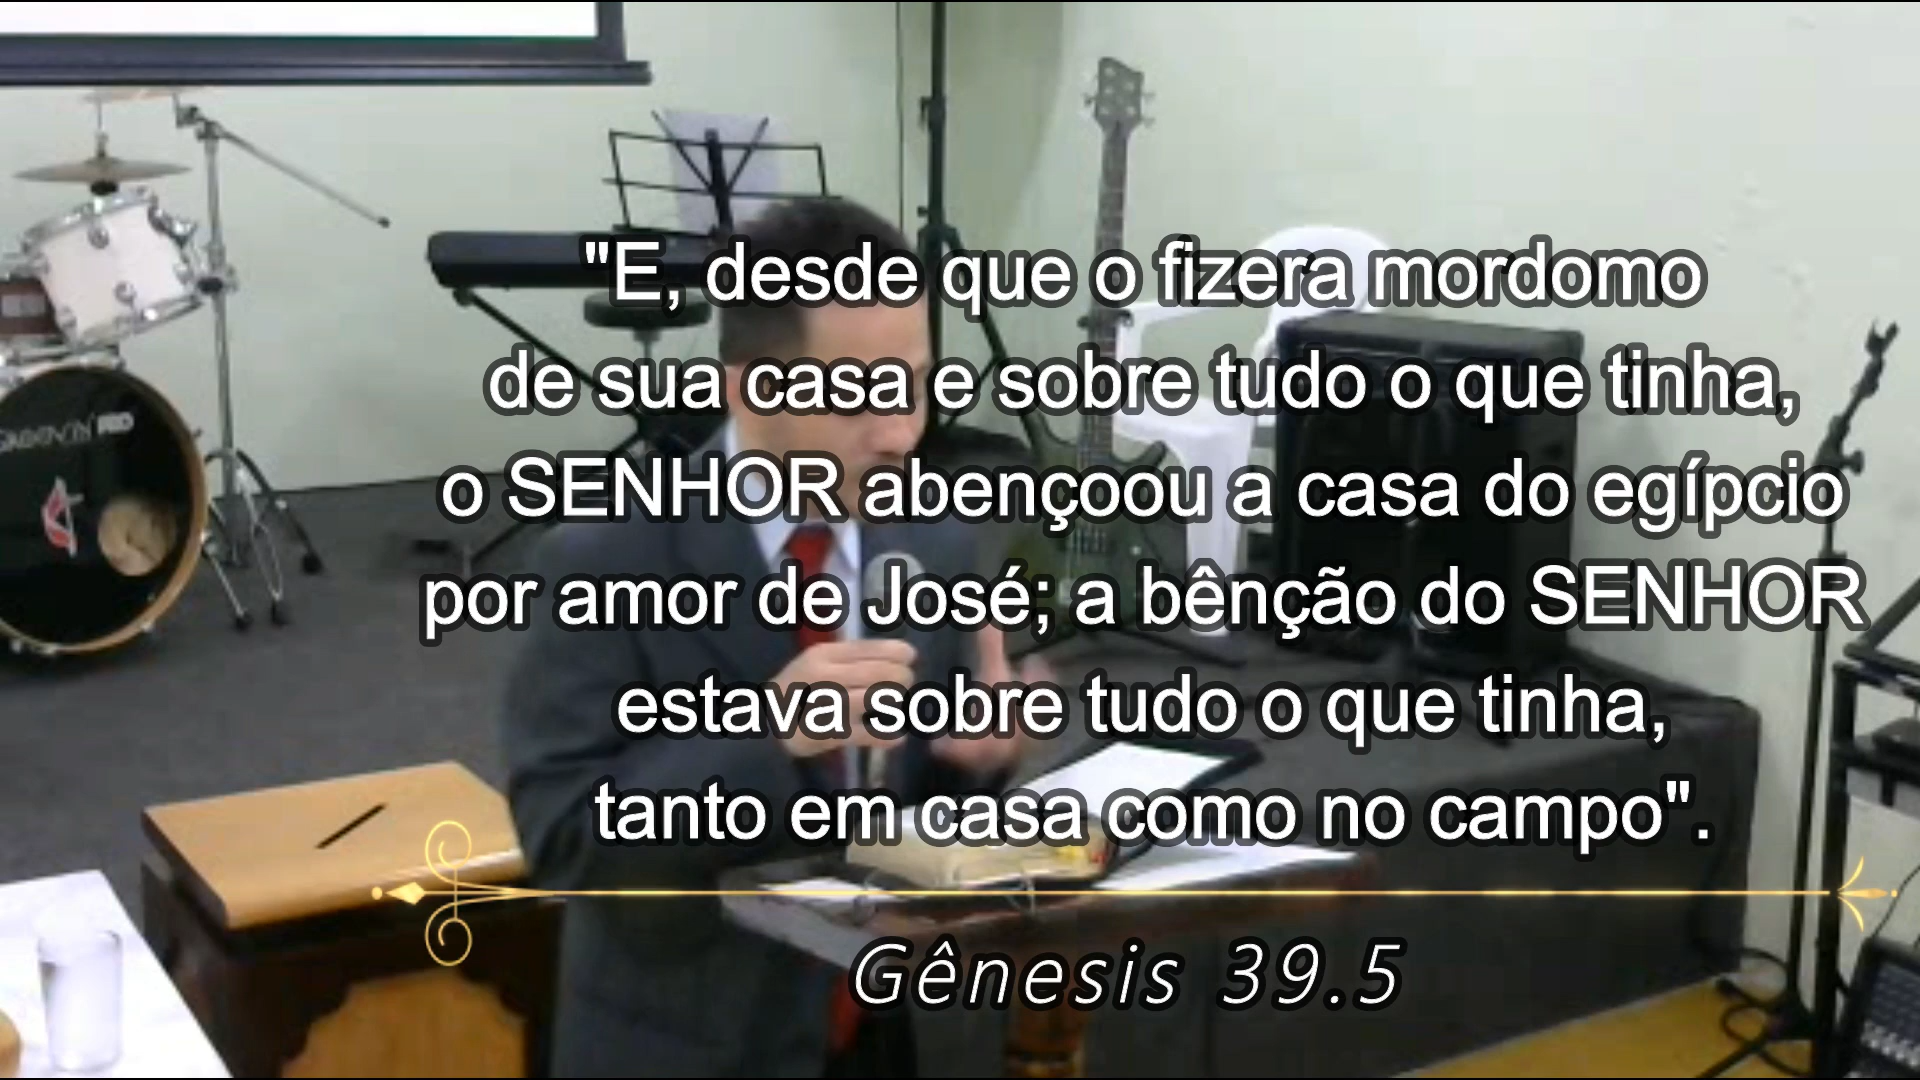 "E, desde que o fizera mordomo
de sua casa e sobre tudo o que tinha,
o SENHOR abençoou a casa do egípcio
por amor de José; a bênção do SENHOR
estava sobre tudo o que tinha,
tanto em casa como no campo".
Gênesis 39.5